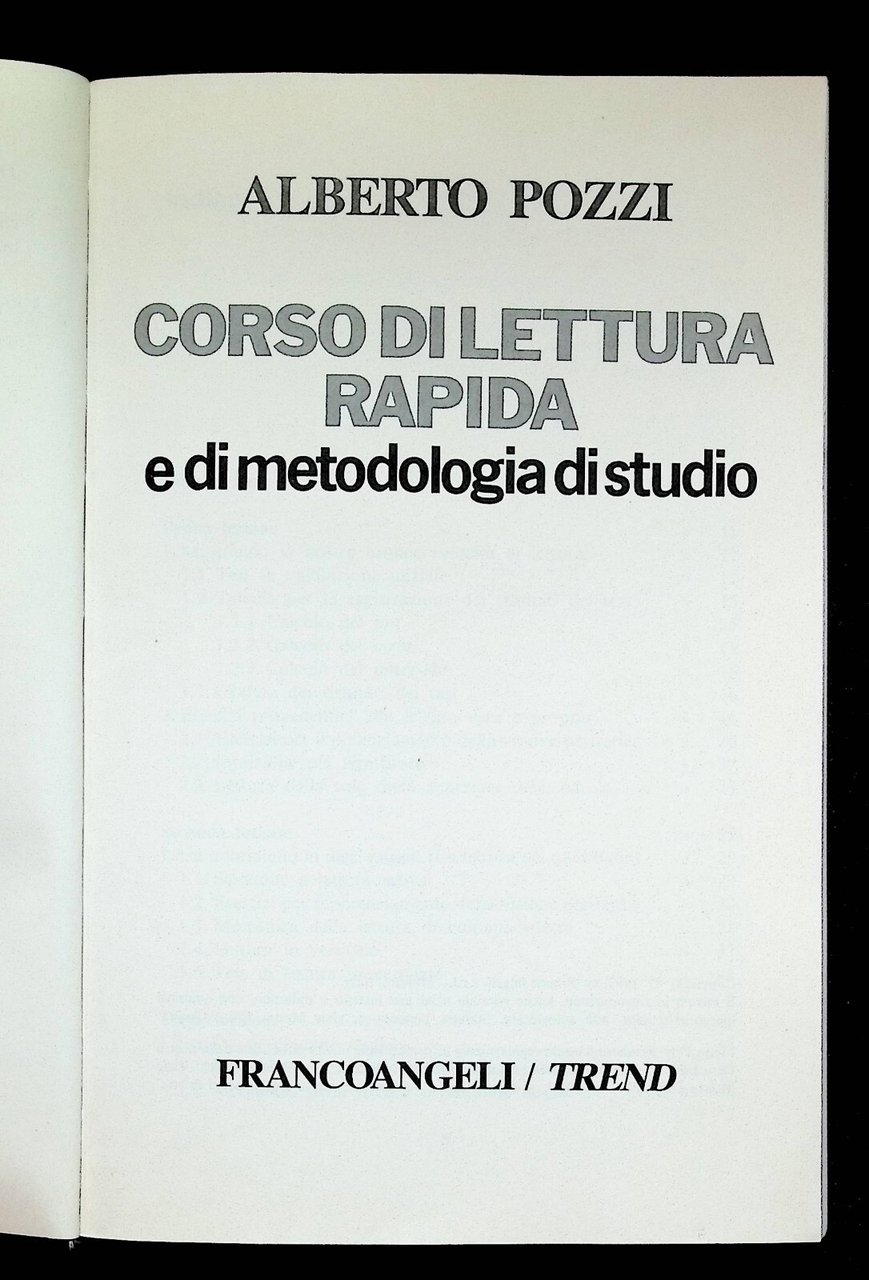 ALBERTO POZZI
CORSO DI LETTURA
RAPIDA
e di metodologia di studio
FRANCOANGELI / TREND